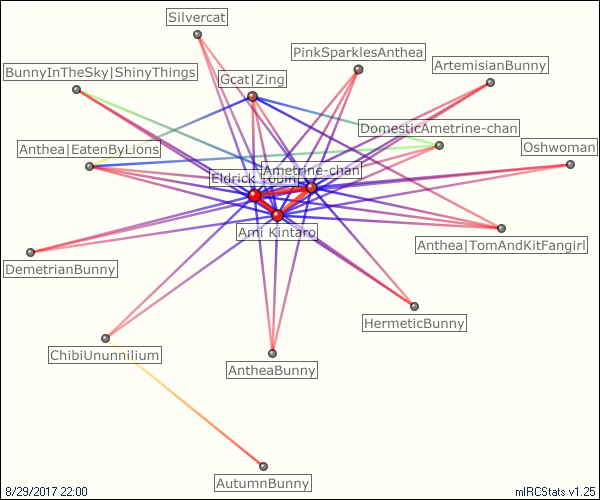 Silvercat
PinkSparklesAnthea
ArtemisianBunny
BunnyInTheSky|ShinyThings
Gcat|Zing
DomesticAmetrine-chan
Oshwoman
Anthea|EatenByLions
Ametrine-chan
Eldrick
Ami Kintaro
Anthea|TomAndKitFangirl
DemetrianBunny
HermeticBunny
ChibiUnunnilium
AntheaBunny
AutumnBunny
8/29/2017 22:00
mIRCStats v1.25